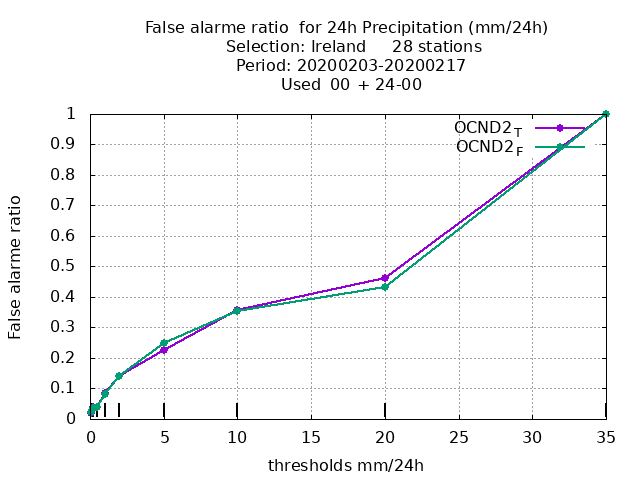 False alarme ratio  for 24h Precipitation (mm/24h)
Selection: Ireland     28 stations
Period: 20200203-20200217
Used  00 + 24-00
OCND2T
OCND2F
1
0.9
0.8
0.7
0.6
0.5
0.4
0.3
0.2
0.1
0
False alarme ratio
0 5 10 15 20 25 30 35
thresholds mm/24h